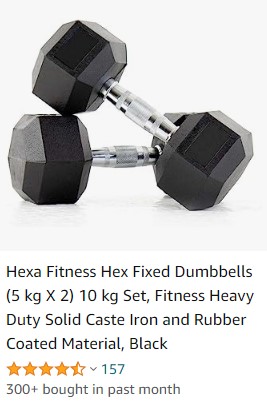 Hexa Fitness Hex Fixed Dumbbells
(5 kg X 2) 10 kg Set, Fitness Heavy
Duty Solid Caste Iron and Rubber
Coated Material, Black
157
300+ bought in past month